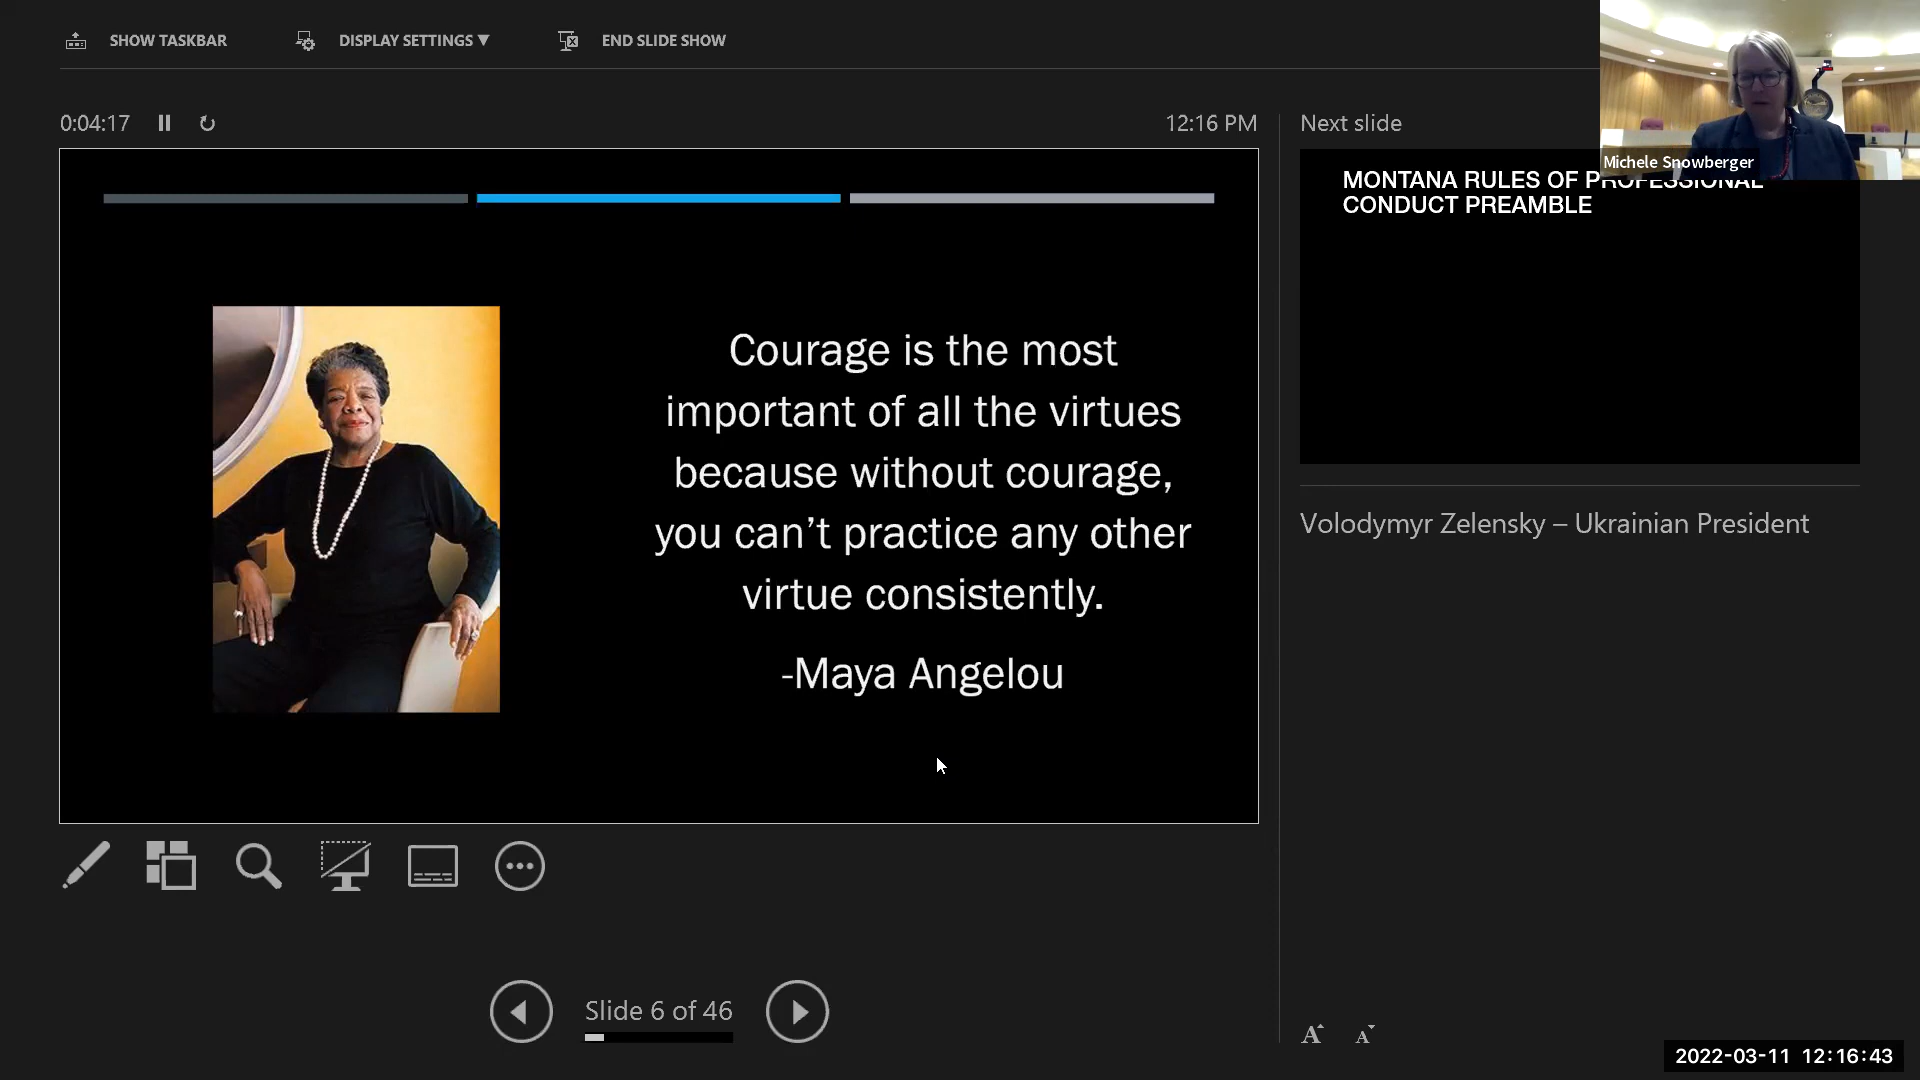 SHOW TASKBAR
DISPLAY SETTINGS ▼
END SLIDE SHOW
0:04:17
12:16 PM
Courage is the most
important of all the virtues
because without courage,
you can’t practice any other
virtue consistently.
-Maya Angelou
Slide 6 of 46
Next slide
Michele Snowberger
MONTANA RULES OF PROFESSIONAL
CONDUCT PREAMBLE
Volodymyr Zelensky – Ukrainian President
A A
2022-03-11 12:16:43